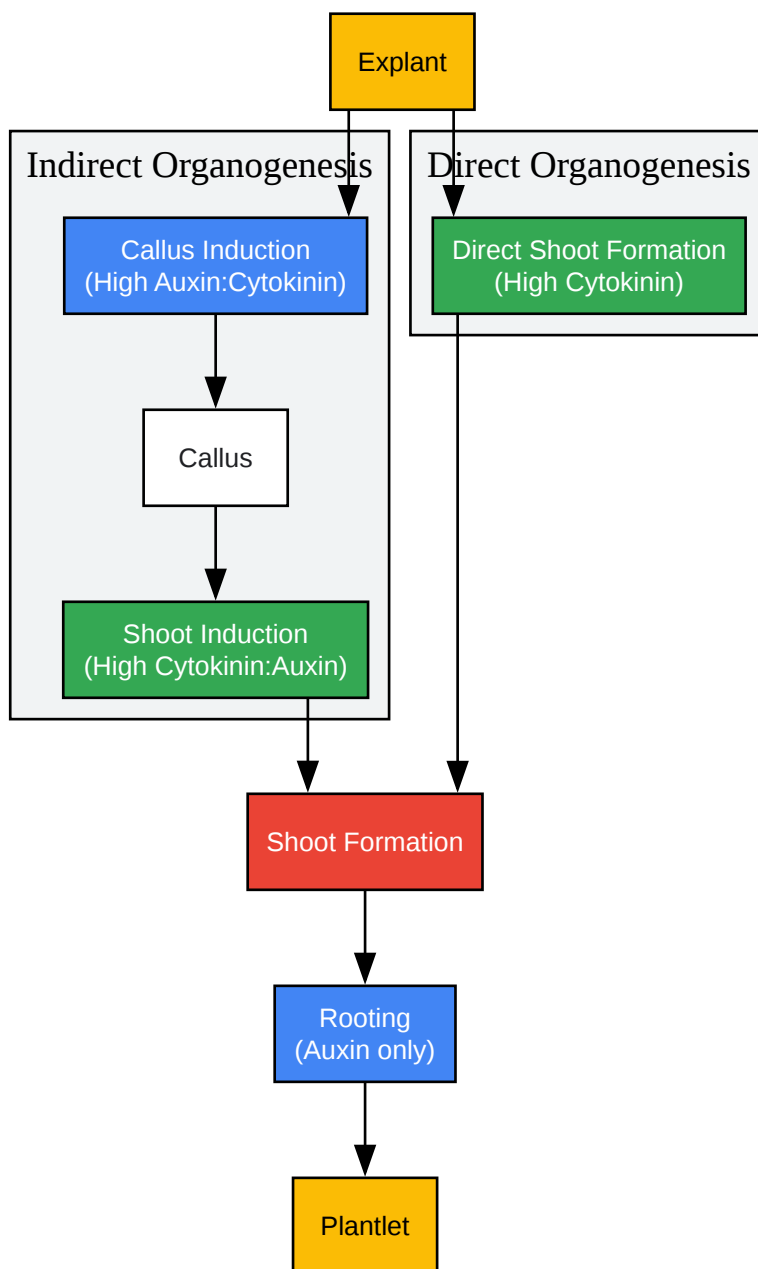 Explant
Indirect Organogenesis
Direct Organogenesis
Callus Induction
(High Auxin:Cytokinin)
Direct Shoot Formation
(High Cytokinin)
Callus
Shoot Induction
(High Cytokinin:Auxin)
Shoot Formation
Rooting
(Auxin only)
Plantlet